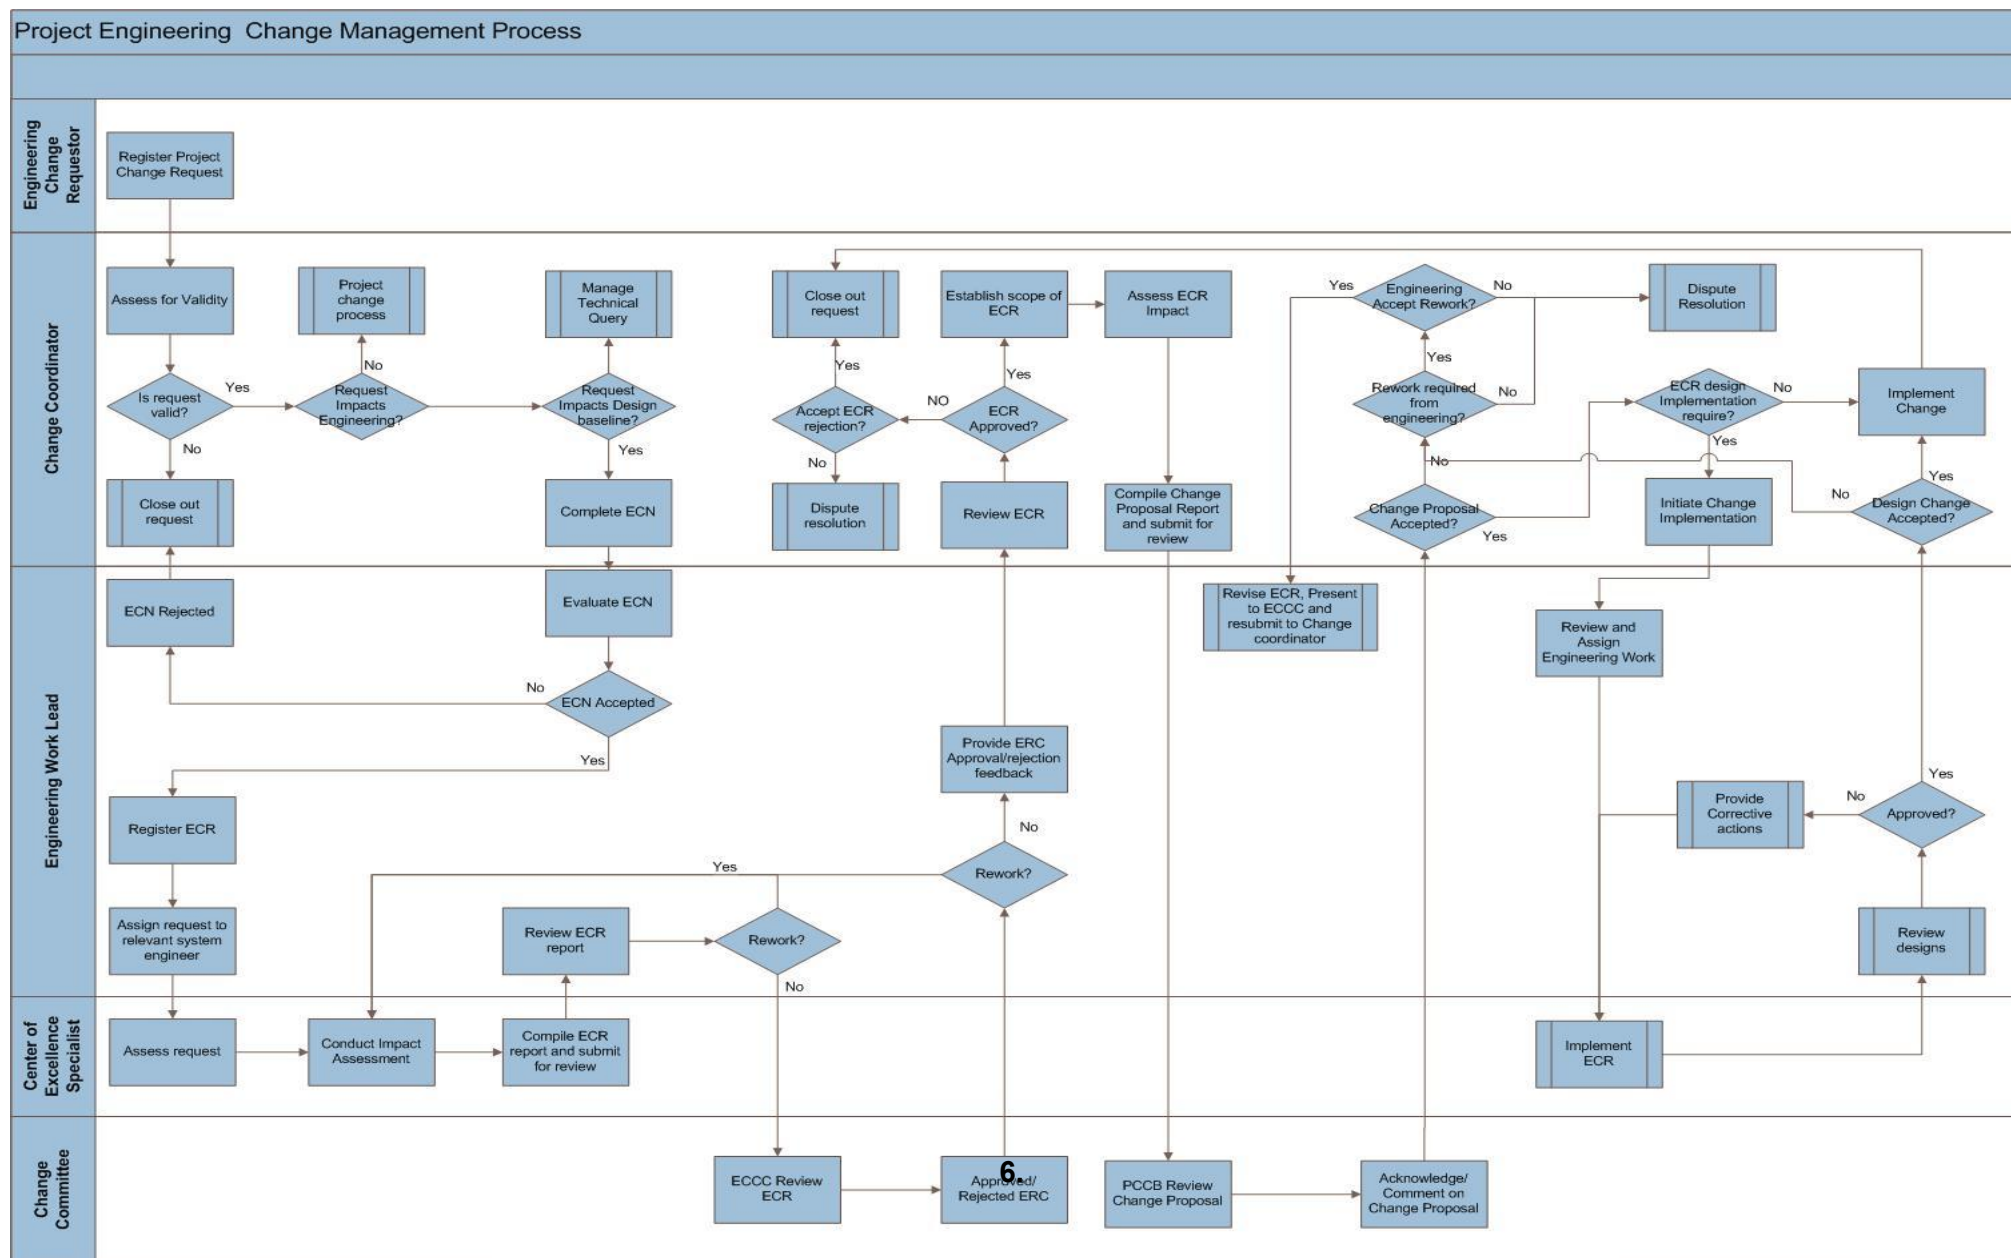 Project Engineering  Change Management Process
Engineering
Change
Requestor
Register Project
Change Request
Change Coordinator
Assess for Validity
Is request
valid?
Yes
No
Close out
request
Project
change
process
No
Request
Impacts
Engineering?
Manage
Technical
Query
Request
Impacts Design
baseline?
Yes
Complete ECN
Close out
request
Yes
Accept ECR
rejection?
No
Dispute
resolution
Establish scope of
ECR
Yes
NO
ECR
Approved?
Review ECR
Assess ECR
Impact
Compile Change
Proposal Report
and submit for
review
Yes
Engineering
Accept Rework?
No
Yes
Rework required
from
engineering?
No
No
Change Proposal
Accepted?
Yes
Dispute
Resolution
ECR design
Implementation
require?
No
Yes
Initiate Change
Implementation
Implement
Change
Yes
No
Design Change
Accepted?
Engineering Work Lead
ECN Rejected
Evaluate ECN
No
ECN Accepted
Yes
Register ECR
Assign request to
relevant system
engineer
Review ECR
report
Yes
Rework?
No
Provide ERC
Approval/rejection
feedback
No
Rework?
Revise ECR, Present
to ECCC and
resubmit to Change
coordinator
Review and
Assign
Engineering Work
Provide
Corrective
actions
No
Yes
Approved?
Review
designs
Center of
Excellence
Specialist
Assess request
Conduct Impact
Assessment
Compile ECR
report and submit
for review
Implement
ECR
Change
Committee
ECCC Review
ECR
6.
Approved/
Rejected ERC
PCCB Review
Change Proposal
Acknowledge/
Comment on
Change Proposal